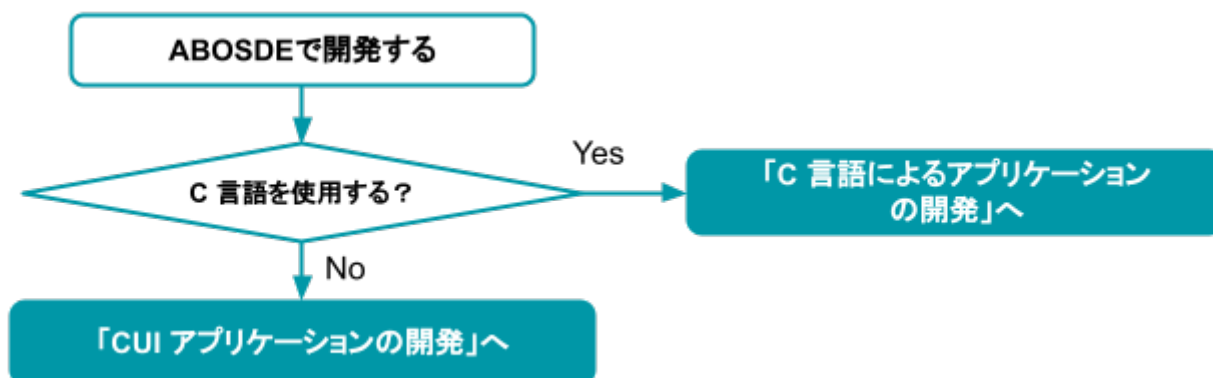 ABOSDEで開発する
C 言語を使用する?
Yes
「C 言語によるアプリケーション
の開発」へ
No
「CUI アプリケーションの開発」へ